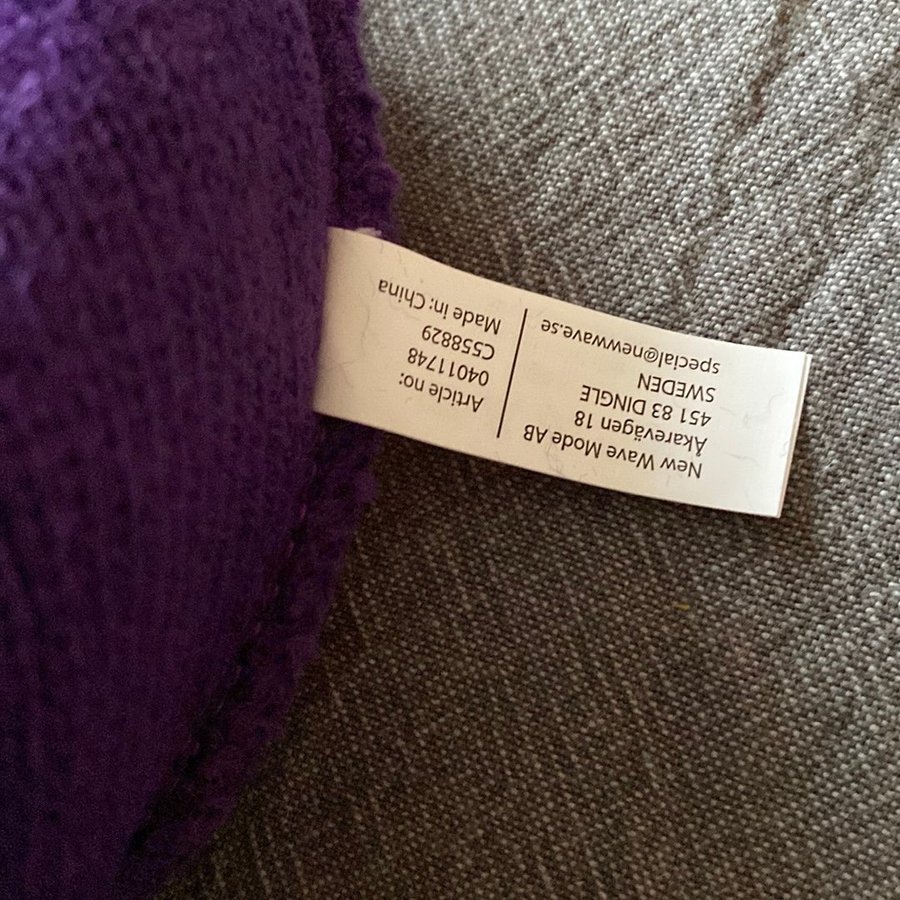 New Wave Mode AB
Åkarevägen 18
451 83 DINGLE
SWEDEN
special@newwave.se
Article no:
04011748
C558829
Made in: China